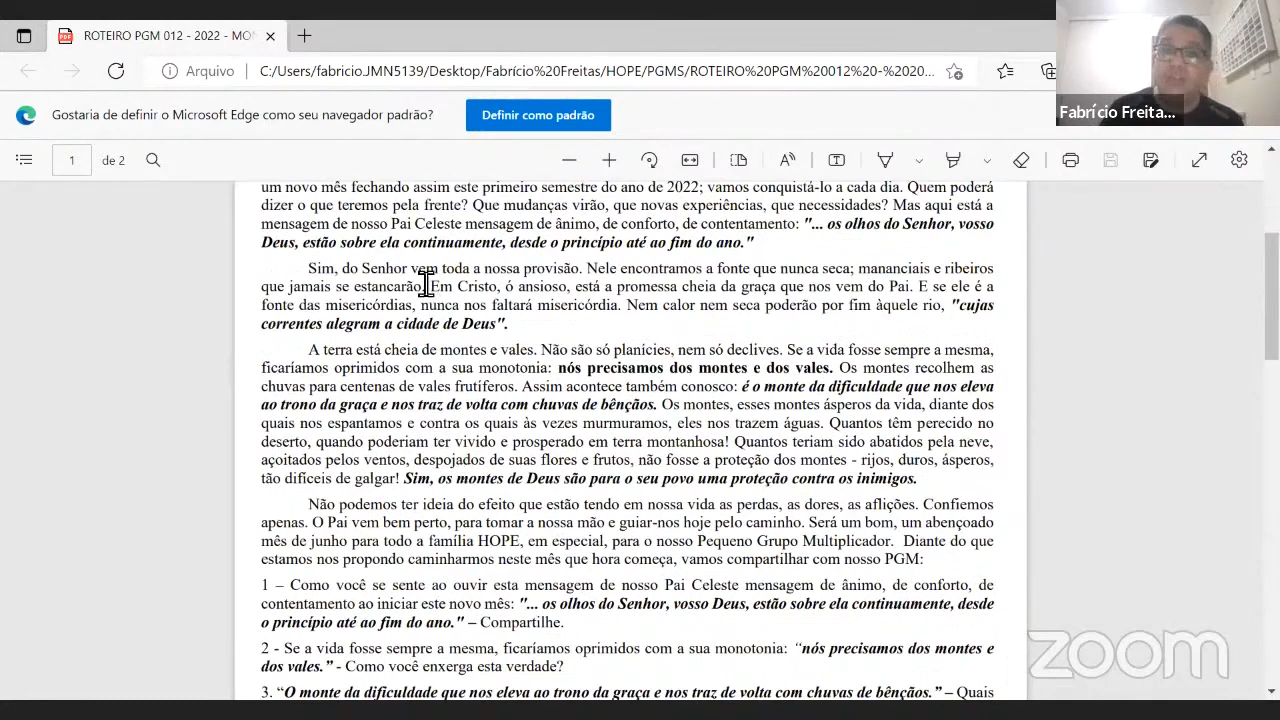 ROTEIRO PGM 012 - 2022 - MON
Arquivo C:/Users/fabricio.JMN5139/Desktop/Fabrício%20Freitas/HOPE/PGMS/ROTEIRO%20PGM%20012%20-%2020...
Fabrício Freita...
Gostaria de definir o Microsoft Edge como seu navegador padrão? Definir como padrão
1 de 2
um novo mês fechando assim este primeiro semestre do ano de 2022; vamos conquistá-lo a cada dia. Quem poderá
dizer o que teremos pela frente? Que mudanças virão, que novas experiências, que necessidades? Mas aqui está a
mensagem de nosso Pai Celeste mensagem de ânimo, de conforto, de contentamento: "... os olhos do Senhor, vosso
Deus, estão sobre ela continuamente, desde o princípio até ao fim do ano."
Sim, do Senhor vem toda a nossa provisão. Nele encontramos a fonte que nunca seca; mananciais e ribeiros
que jamais se estancarão. Em Cristo, ó ansioso, está a promessa cheia da graça que nos vem do Pai. E se ele é a
fonte das misericórdias, nunca nos faltará misericórdia. Nem calor nem seca poderão por fim àquele rio, "cujas
correntes alegram a cidade de Deus".
A terra está cheia de montes e vales. Não são só planícies, nem só declives. Se a vida fosse sempre a mesma,
ficaríamos oprimidos com a sua monotonia: nós precisamos dos montes e dos vales. Os montes recolhem as
chuvas para centenas de vales frutíferos. Assim acontece também conosco: é o monte da dificuldade que nos eleva
ao trono da graça e nos traz de volta com chuvas de bênçãos. Os montes, esses montes ásperos da vida, diante dos
quais nos espantamos e contra os quais às vezes murmuramos, eles nos trazem águas. Quantos têm perecido no
deserto, quando poderiam ter vivido e prosperado em terra montanhosa! Quantos teriam sido abatidos pela neve,
açoitados pelos ventos, despojados de suas flores e frutos, não fosse a proteção dos montes - rijos, duros, ásperos,
tão difíceis de galgar! Sim, os montes de Deus são para o seu povo uma proteção contra os inimigos.
Não podemos ter ideia do efeito que estão tendo em nossa vida as perdas, as dores, as aflições. Confiemos
apenas. O Pai vem bem perto, para tomar a nossa mão e guiar-nos hoje pelo caminho. Será um bom, um abençoado
mês de junho para todo a família HOPE, em especial, para o nosso Pequeno Grupo Multiplicador. Diante do que
estamos nos propondo caminharmos neste mês que hora começa, vamos compartilhar com nosso PGM:
1 – Como você se sente ao ouvir esta mensagem de nosso Pai Celeste mensagem de ânimo, de conforto, de
contentamento ao iniciar este novo mês: "... os olhos do Senhor, vosso Deus, estão sobre ela continuamente, desde
o princípio até ao fim do ano." – Compartilhe.
2 - Se a vida fosse sempre a mesma, ficaríamos oprimidos com a sua monotonia: “nós precisamos dos montes e
dos vales.” - Como você enxerga esta verdade?
3. “O monte da dificuldade que nos eleva ao trono da graça e nos traz de volta com chuvas de bênçãos.” – Quais
zoom